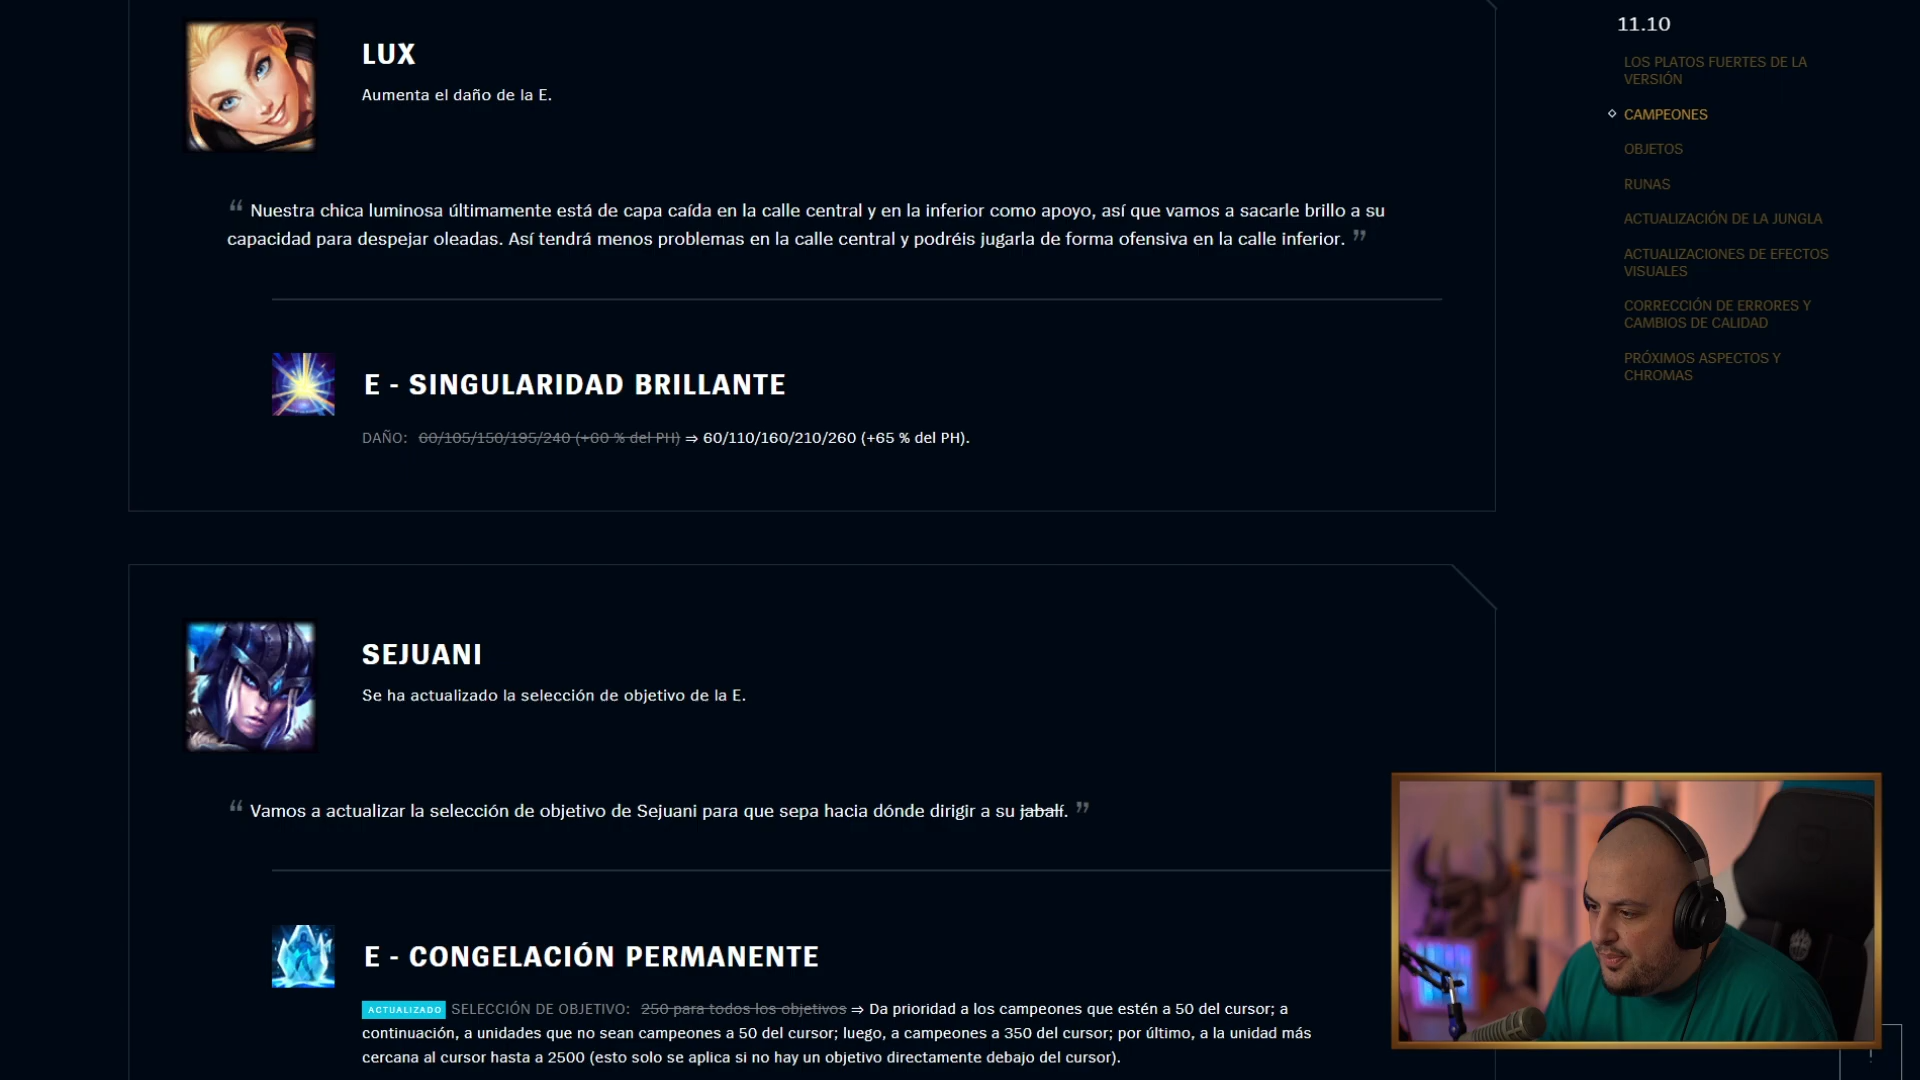 LUX
Aumenta el daño de la E.
“ Nuestra chica luminosa últimamente está de capa caída en la calle central y en la inferior como apoyo, así que vamos a sacarle brillo a su
capacidad para despejar oleadas. Así tendrá menos problemas en la calle central y podréis jugarla de forma ofensiva en la calle inferior. ”
E - SINGULARIDAD BRILLANTE
DAÑO: 60/105/150/195/240 (+60 % del PH) ⇒ 60/110/160/210/260 (+65 % del PH).
SEJUANI
Se ha actualizado la selección de objetivo de la E.
“ Vamos a actualizar la selección de objetivo de Sejuani para que sepa hacia dónde dirigir a su jabalí. ”
E - CONGELACIÓN PERMANENTE
ACTUALIZADO SELECCIÓN DE OBJETIVO: 250 para todos los objetivos ⇒ Da prioridad a los campeones que estén a 50 del cursor; a
continuación, a unidades que no sean campeones a 50 del cursor; luego, a campeones a 350 del cursor; por último, a la unidad más
cercana al cursor hasta a 2500 (esto solo se aplica si no hay un objetivo directamente debajo del cursor).
11.10
LOS PLATOS FUERTES DE LA
VERSIÓN
CAMPEONES
OBJETOS
RUNAS
ACTUALIZACIÓN DE LA JUNGLA
ACTUALIZACIONES DE EFECTOS
VISUALES
CORRECCIÓN DE ERRORES Y
CAMBIOS DE CALIDAD
PRÓXIMOS ASPECTOS Y
CHROMAS